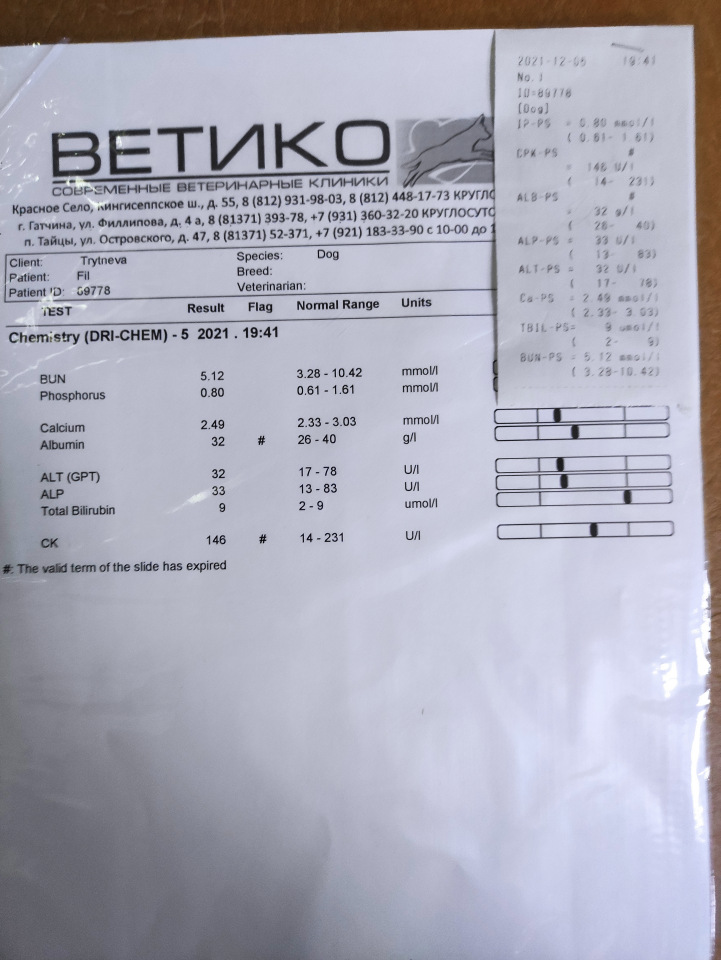 ВЕТИКО
СОВРЕМЕННЫЕ ВЕТЕРИНАРНЫЕ КЛИНИКИ
Красное Село, Кингисеппское ш., д. 55, 8 (812) 931-98-03, 8 (812) 448-17-73 КРУГЛО
г. Гатчина, ул. Филиппова, д. 4 а, 8 (81371) 393-78, +7 (931) 360-32-20 КРУГЛОСУТО
п. Тайцы, ул. Островского, д. 47, 8 (81371) 52-371, +7 (921) 183-33-90 с 10-00 до 1
Client: Trytneva Species: Dog
Patient: Fil Breed:
Patient ID: 89778 Veterinarian:
TEST Result Flag Normal Range Units
Chemistry (DRI-CHEM) - 5 2021 . 19:41
BUN 5.12 3.28 - 10.42 mmol/l
Phosphorus 0.80 0.61 - 1.61 mmol/l
Calcium 2.49 2.33 - 3.03 mmol/l
Albumin 32 # 26 - 40 g/l
ALT (GPT) 32 17 - 78 U/l
ALP 33 13 - 83 U/l
Total Bilirubin 9 2 - 9 umol/l
CK 146 # 14 - 231 U/l
#: The valid term of the slide has expired
2021-12-05 19:41
No. 1
ID=89778
[Dog]
IP-PS = 0.80 mmol/l
( 0.61- 1.61)
CPK-PS #
= 146 U/l
( 14- 231)
ALB-PS #
= 32 g/l
( 26- 40)
ALP-PS = 33 U/l
( 13- 83)
ALT-PS = 32 U/l
( 17- 78)
Ca-PS = 2.49 mmol/l
( 2.33- 3.03)
TBIL-PS= 9 umol/l
( 2- 9)
BUN-PS = 5.12 mmol/l
( 3.28-10.42)